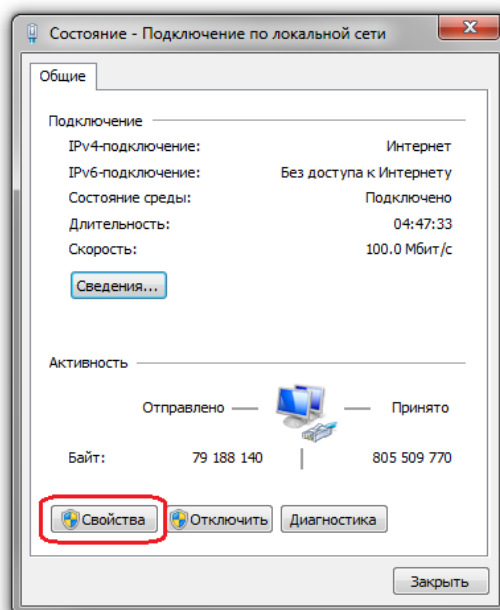 Состояние - Подключение по локальной сети
Общие
Подключение
IPv4-подключение: Интернет
IPv6-подключение: Без доступа к Интернету
Состояние среды: Подключено
Длительность: 04:47:33
Скорость: 100.0 Мбит/с
Сведения...
Активность
Отправлено — — Принято
Байт: 79 188 140 805 509 770
Свойства Отключить Диагностика
Закрыть